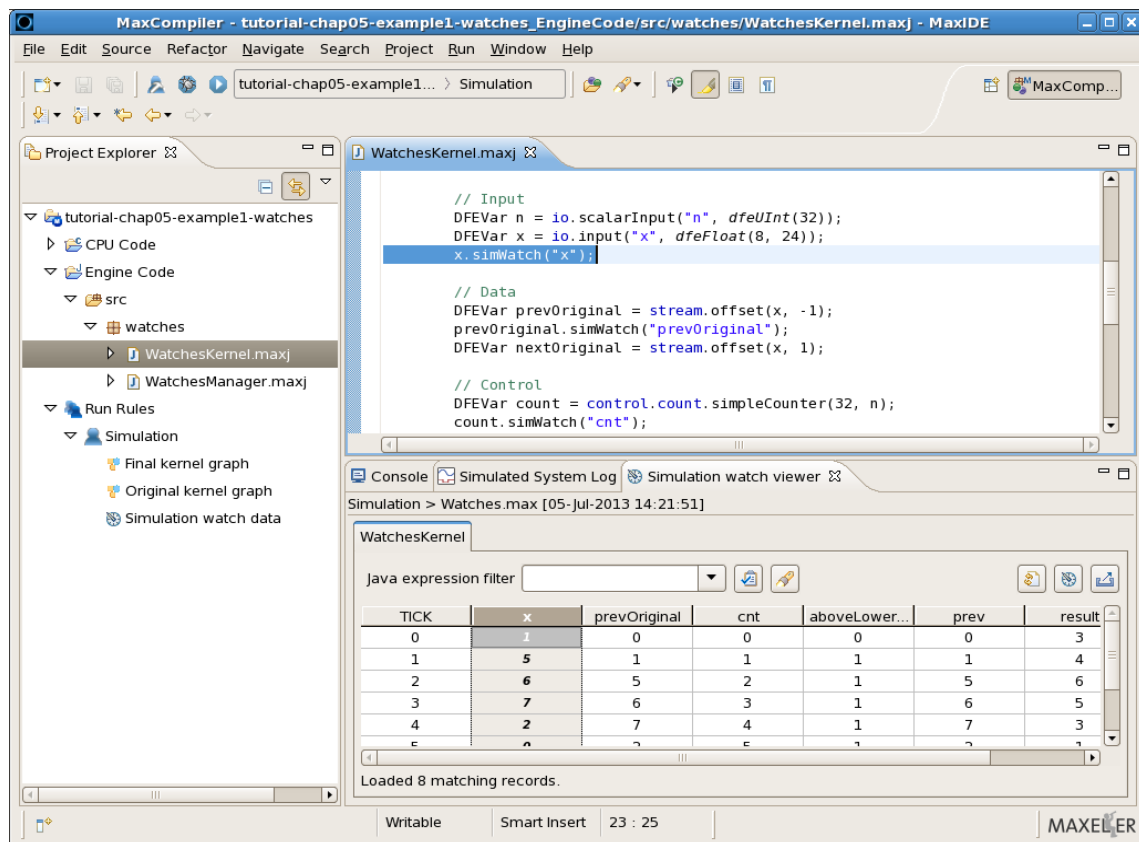 MaxCompiler - tutorial-chap05-example1-watches_EngineCode/src/watches/WatchesKernel.maxj - MaxIDE
File Edit Source Refactor Navigate Search Project Run Window Help
tutorial-chap05-example1... > Simulation
MaxComp...
Project Explorer
tutorial-chap05-example1-watches
CPU Code
Engine Code
src
watches
WatchesKernel.maxj
WatchesManager.maxj
Run Rules
Simulation
Final kernel graph
Original kernel graph
Simulation watch data
WatchesKernel.maxj
// Input
DFEVar n = io.scalarInput("n", dfeUInt(32));
DFEVar x = io.input("x", dfeFloat(8, 24));
x.simWatch("x");
// Data
DFEVar prevOriginal = stream.offset(x, -1);
prevOriginal.simWatch("prevOriginal");
DFEVar nextOriginal = stream.offset(x, 1);
// Control
DFEVar count = control.count.simpleCounter(32, n);
count.simWatch("cnt");
Console Simulated System Log Simulation watch viewer
Simulation > Watches.max [05-Jul-2013 14:21:51]
WatchesKernel
Java expression filter
TICK x prevOriginal cnt aboveLower... prev result
0 1 0 0 0 0 3
1 5 1 1 1 1 4
2 6 5 2 1 5 6
3 7 6 3 1 6 5
4 2 7 4 1 7 3
5 0 2 5 1 2 1
Loaded 8 matching records.
Writable Smart Insert 23 : 25
MAXELER